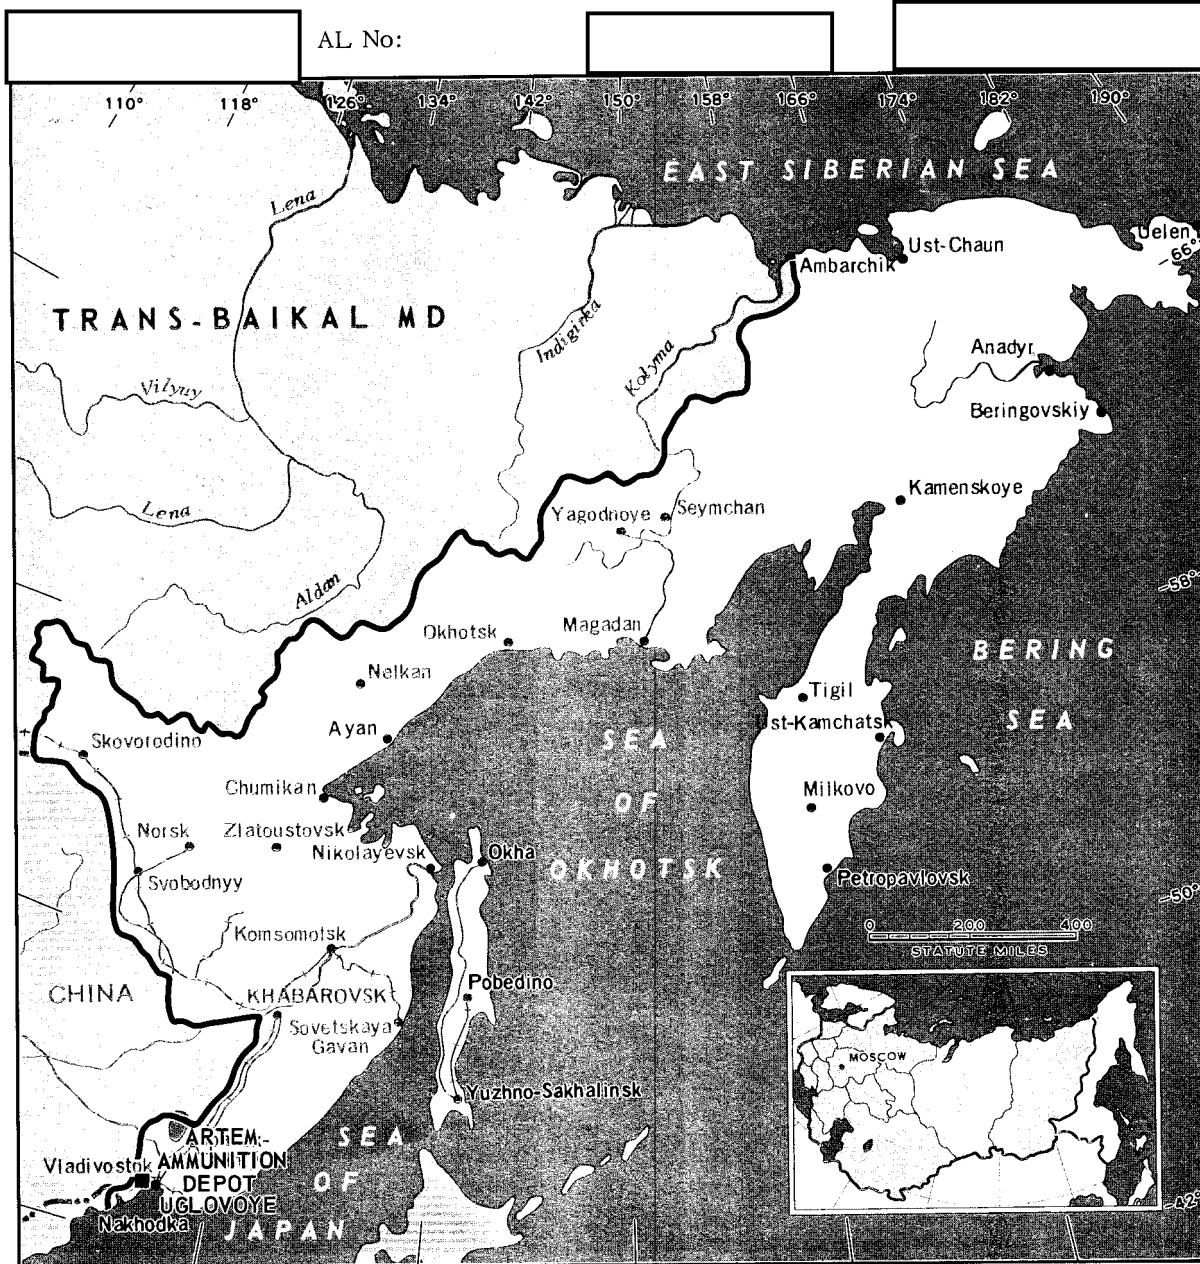 AL No:
110° 118° 126° 134° 142° 150° 158° 166° 174° 182° 190°
EAST SIBERIAN SEA
Lena
Uelen
66°
Ust-Chaun
Ambarchik
TRANS-BAIKAL MD
Indigirka
Kolyma
Anadyr
Vilyuy
Beringovskiy
Kamenskoye
Lena
Yagodnoye
Seymchan
58°
Aldan
Okhotsk
Magadan
BERING
SEA
Nelkan
Tigil
Ayan
Ust-Kamchatsk
Skovorodino
SEA
OF
OKHOTSK
Chumikan
Milkovo
Norsk
Zlatoustovsk
Nikolayevsk
Okha
Svobodnyy
Petropavlovsk
50°
0 200 400
STATUTE MILES
Komsomotsk
Pobedino
CHINA
KHABAROVSK
Sovetskaya
Gavan
MOSCOW
Yuzhno-Sakhalinsk
SEA
OF
JAPAN
ARTEM
AMMUNITION
DEPOT
UGLOVOYE
Vladivostok
Nakhodka
42°